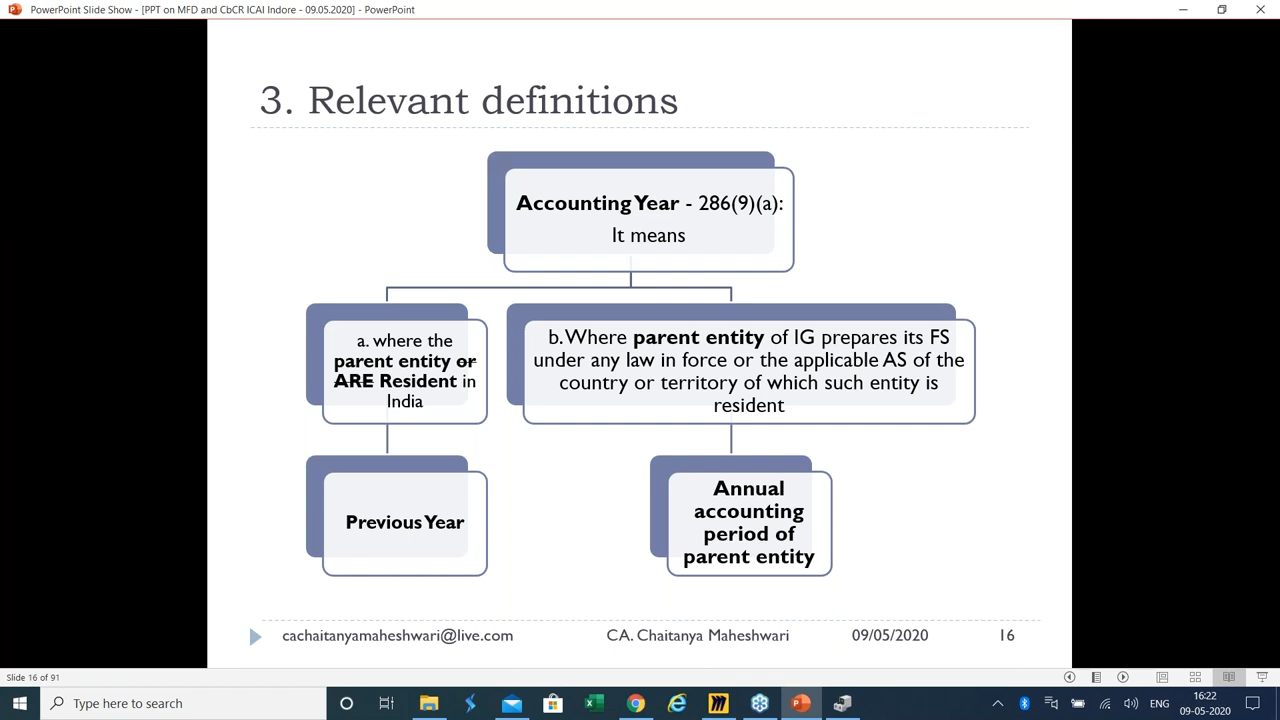 PowerPoint Slide Show - [PPT on MFD and CbCR ICAI Indore - 09.05.2020] - PowerPoint
3. Relevant definitions
Accounting Year - 286(9)(a):
It means
a. where the
parent entity or
ARE Resident in
India
b. Where parent entity of IG prepares its FS
under any law in force or the applicable AS of the
country or territory of which such entity is
resident
Previous Year
Annual
accounting
period of
parent entity
cachaitanyamaheshwari@live.com CA. Chaitanya Maheshwari 09/05/2020 16
Slide 16 of 91
Type here to search
ENG
16:22
09-05-2020